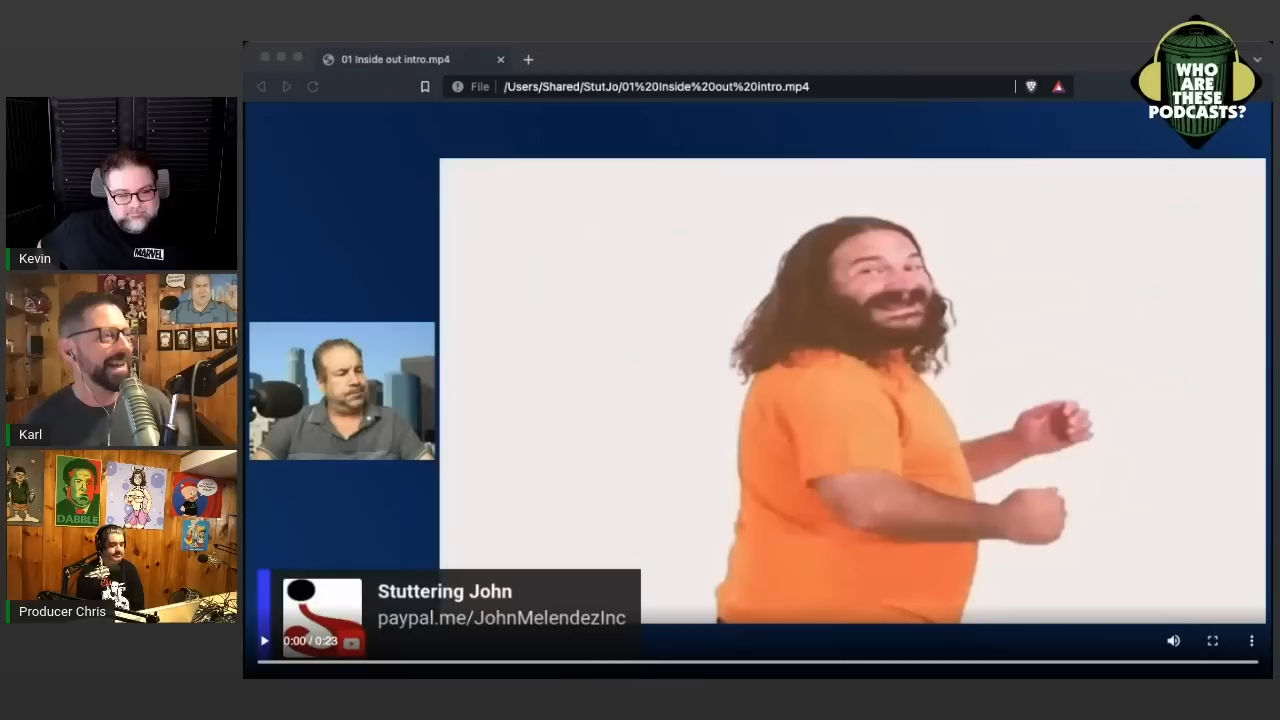 01 Inside out intro.mp4
File
/Users/Shared/StutJo/01%20Inside%20out%20intro.mp4
WHO
ARE
THESE
PODCASTS?
MARVEL
Kevin
Karl
DABBLE
Producer Chris
Stuttering John
paypal.me/JohnMelendezInc
0:00 / 0:23